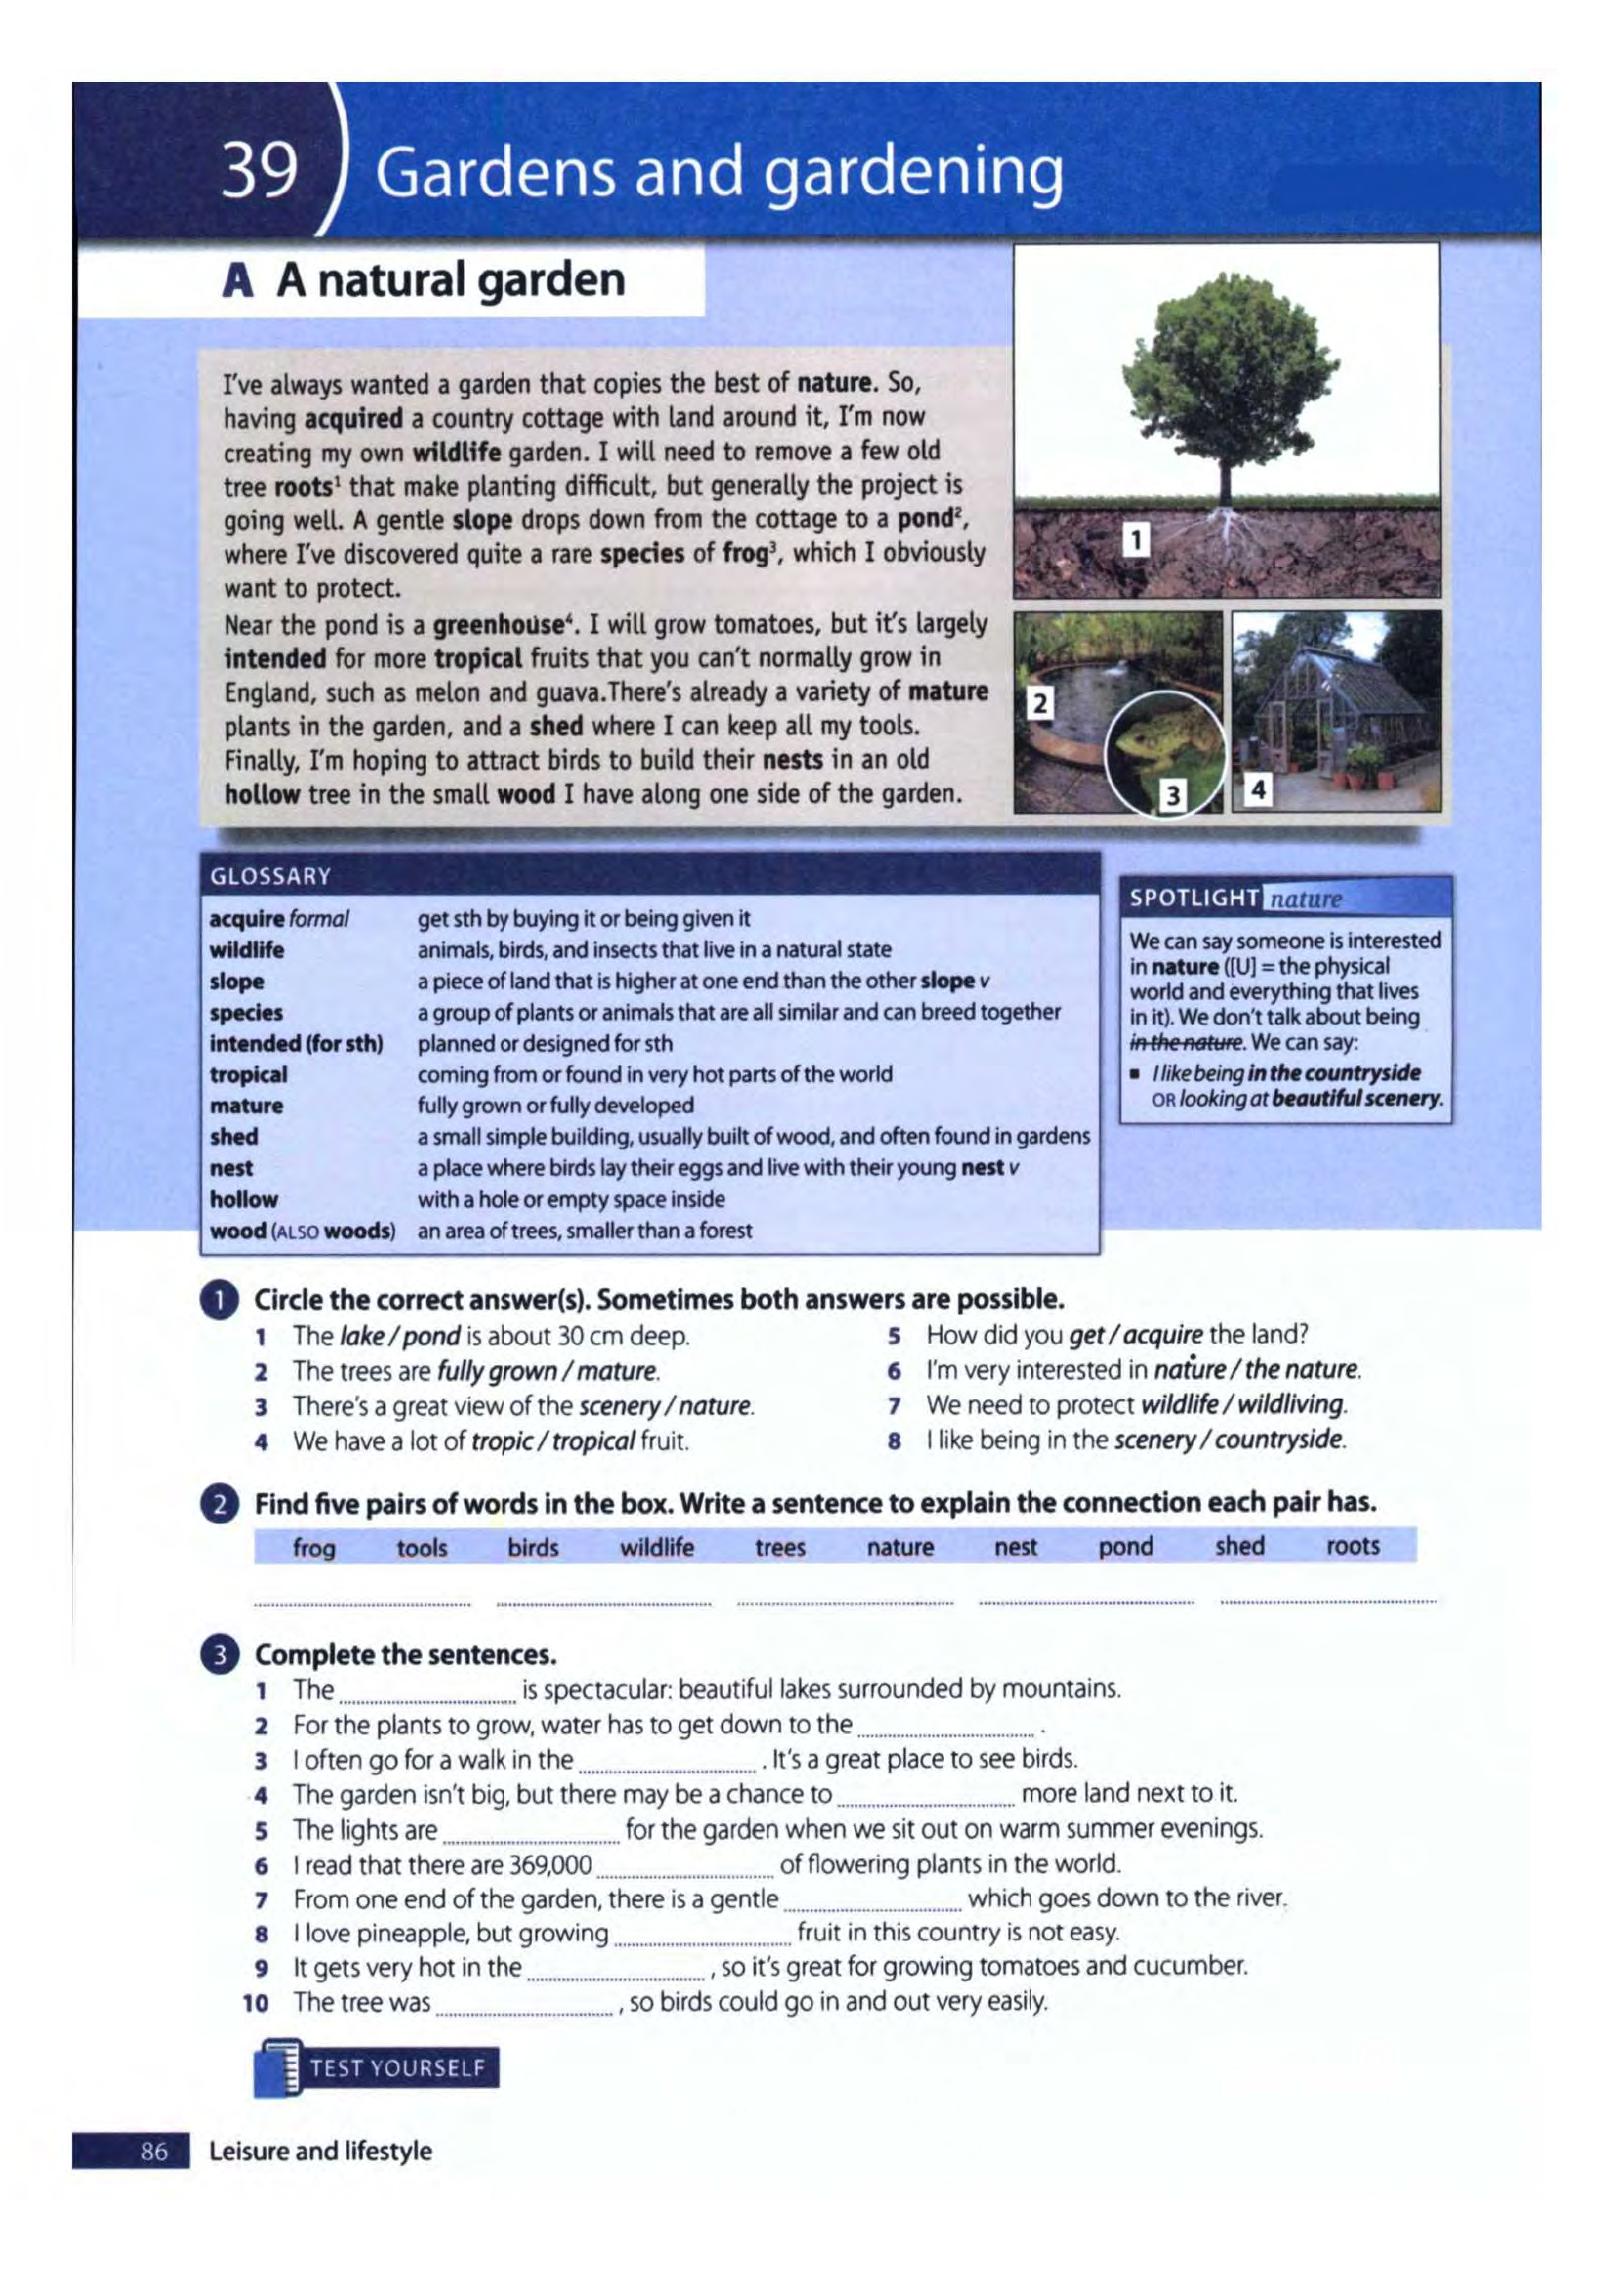 39 Gardens and gardening
A A natural garden
I've always wanted a garden that copies the best of nature. So,
having acquired a country cottage with land around it, I'm now
creating my own wildlife garden. I will need to remove a few old
tree roots¹ that make planting difficult, but generally the project is
going well. A gentle slope drops down from the cottage to a pond²,
where I've discovered quite a rare species of frog³, which I obviously
want to protect.
Near the pond is a greenhouse⁴. I will grow tomatoes, but it's largely
intended for more tropical fruits that you can't normally grow in
England, such as melon and guava.There's already a variety of mature
plants in the garden, and a shed where I can keep all my tools.
Finally, I'm hoping to attract birds to build their nests in an old
hollow tree in the small wood I have along one side of the garden.
1
2
3
4
GLOSSARY
acquire formal get sth by buying it or being given it
wildlife animals, birds, and insects that live in a natural state
slope a piece of land that is higher at one end than the other slope v
species a group of plants or animals that are all similar and can breed together
intended (for sth) planned or designed for sth
tropical coming from or found in very hot parts of the world
mature fully grown or fully developed
shed a small simple building, usually built of wood, and often found in gardens
nest a place where birds lay their eggs and live with their young nest v
hollow with a hole or empty space inside
wood (ALSO woods) an area of trees, smaller than a forest
SPOTLIGHT nature
We can say someone is interested
in nature ([U] = the physical
world and everything that lives
in it). We don't talk about being
in the nature. We can say:
▪ I like being in the countryside
OR looking at beautiful scenery.
1 Circle the correct answer(s). Sometimes both answers are possible.
1 The lake / pond is about 30 cm deep.
2 The trees are fully grown / mature.
3 There's a great view of the scenery / nature.
4 We have a lot of tropic / tropical fruit.
5 How did you get / acquire the land?
6 I'm very interested in nature / the nature.
7 We need to protect wildlife / wildliving.
8 I like being in the scenery / countryside.
2 Find five pairs of words in the box. Write a sentence to explain the connection each pair has.
frog tools birds wildlife trees nature nest pond shed roots
3 Complete the sentences.
1 The .............................. is spectacular: beautiful lakes surrounded by mountains.
2 For the plants to grow, water has to get down to the .............................. .
3 I often go for a walk in the .............................. . It's a great place to see birds.
4 The garden isn't big, but there may be a chance to .............................. more land next to it.
5 The lights are .............................. for the garden when we sit out on warm summer evenings.
6 I read that there are 369,000 .............................. of flowering plants in the world.
7 From one end of the garden, there is a gentle .............................. which goes down to the river.
8 I love pineapple, but growing .............................. fruit in this country is not easy.
9 It gets very hot in the .............................. , so it's great for growing tomatoes and cucumber.
10 The tree was .............................. , so birds could go in and out very easily.
TEST YOURSELF
86 Leisure and lifestyle